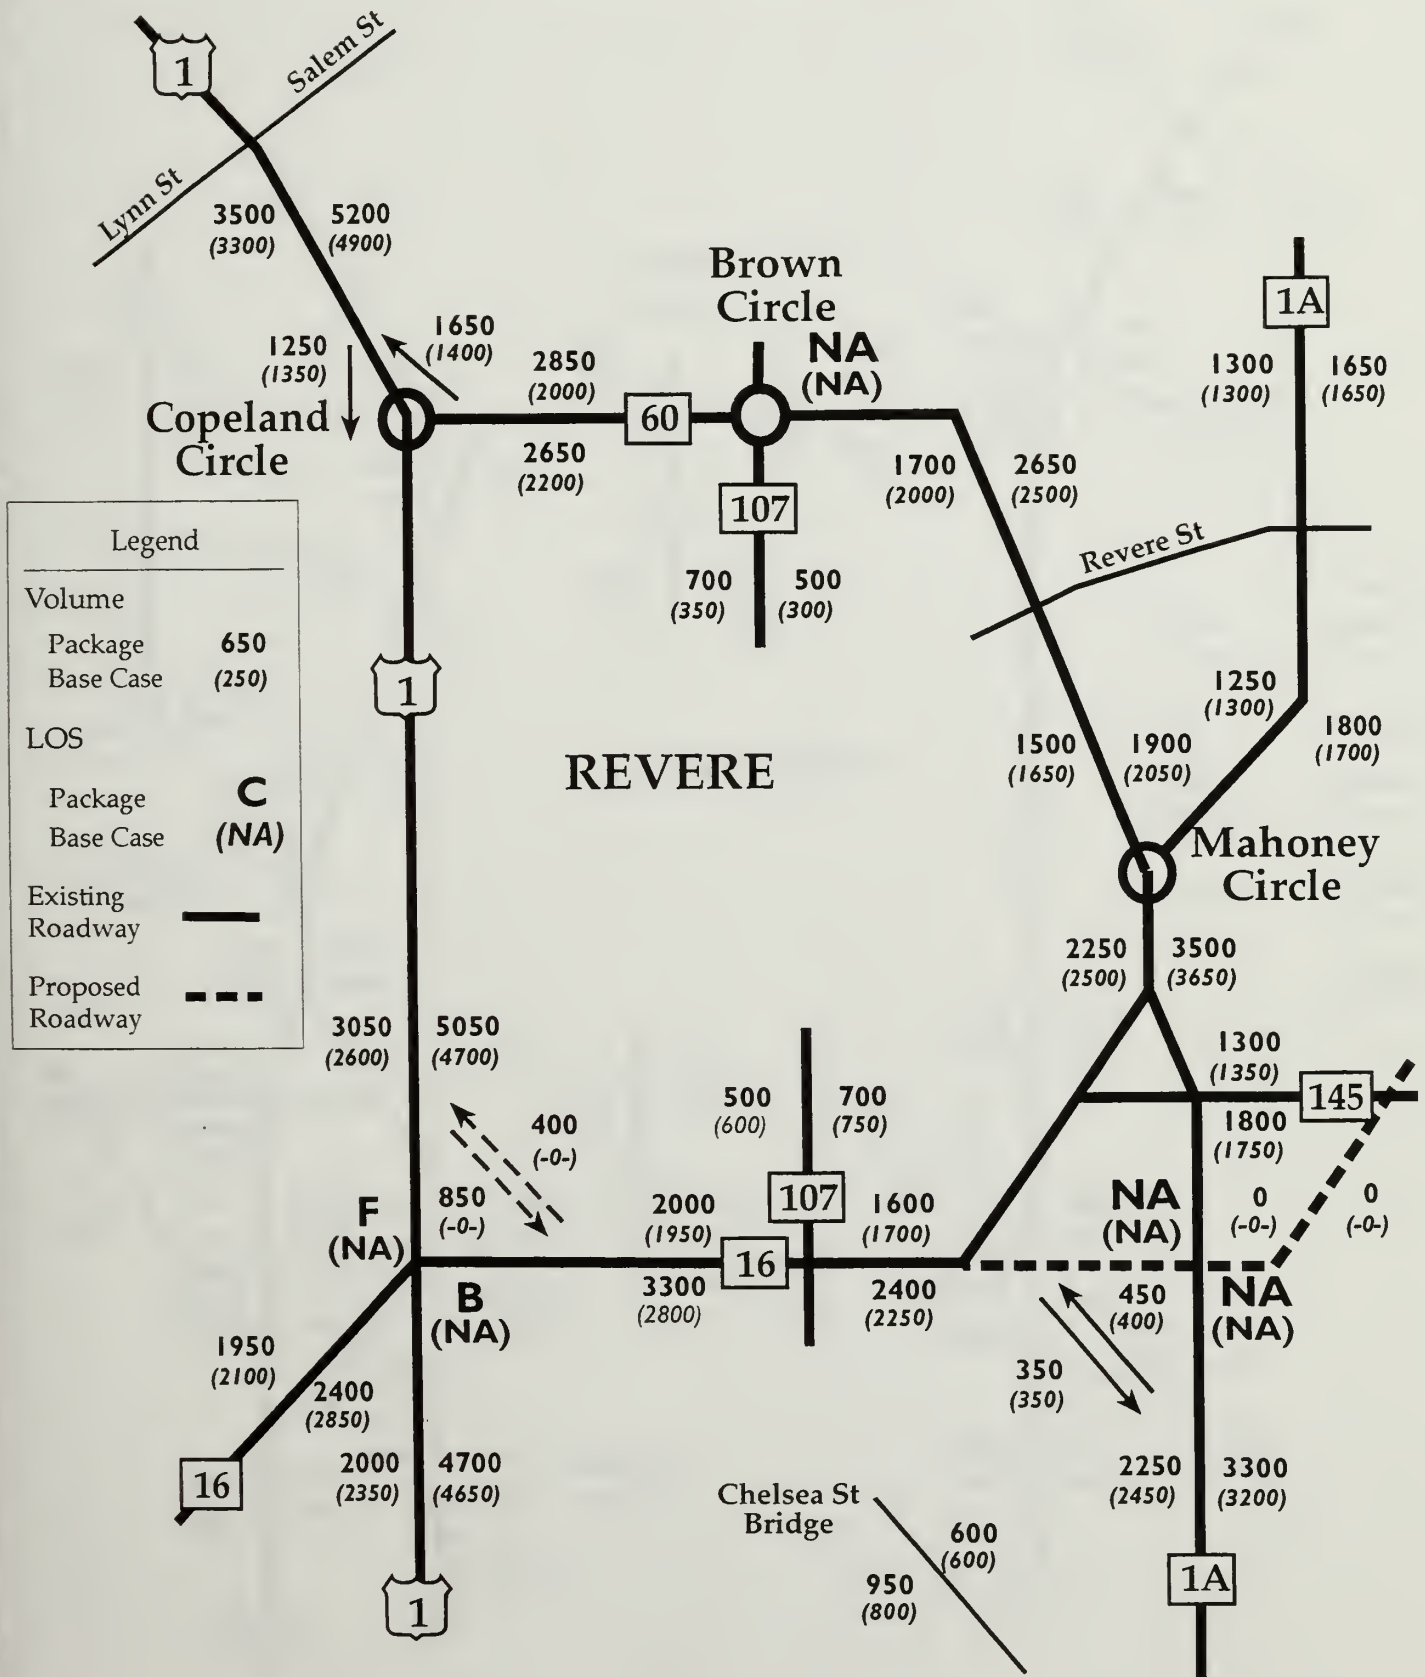 1
Salem St
Lynn St
3500
(3300)
5200
(4900)
1650
(1400)
1250
(1350)
Copeland
Circle
2850
(2000)
60
2650
(2200)
Brown
Circle
NA
(NA)
107
700
(350)
500
(300)
1700
(2000)
2650
(2500)
1A
1300
(1300)
1650
(1650)
Revere St
1250
(1300)
1800
(1700)
1500
(1650)
1900
(2050)
Mahoney
Circle
Legend
Volume
Package 650
Base Case (250)
LOS
Package C
Base Case (NA)
Existing
Roadway
Proposed
Roadway
1
REVERE
2250
(2500)
3500
(3650)
3050
(2600)
5050
(4700)
1300
(1350)
145
1800
(1750)
500
(600)
700
(750)
400
(-0-)
850
(-0-)
F
(NA)
B
(NA)
2000
(1950)
107
1600
(1700)
16
3300
(2800)
2400
(2250)
NA
(NA)
0
(-0-)
0
(-0-)
450
(400)
NA
(NA)
350
(350)
1950
(2100)
2400
(2850)
16
2000
(2350)
4700
(4650)
1
Chelsea St
Bridge
600
(600)
950
(800)
2250
(2450)
3300
(3200)
1A